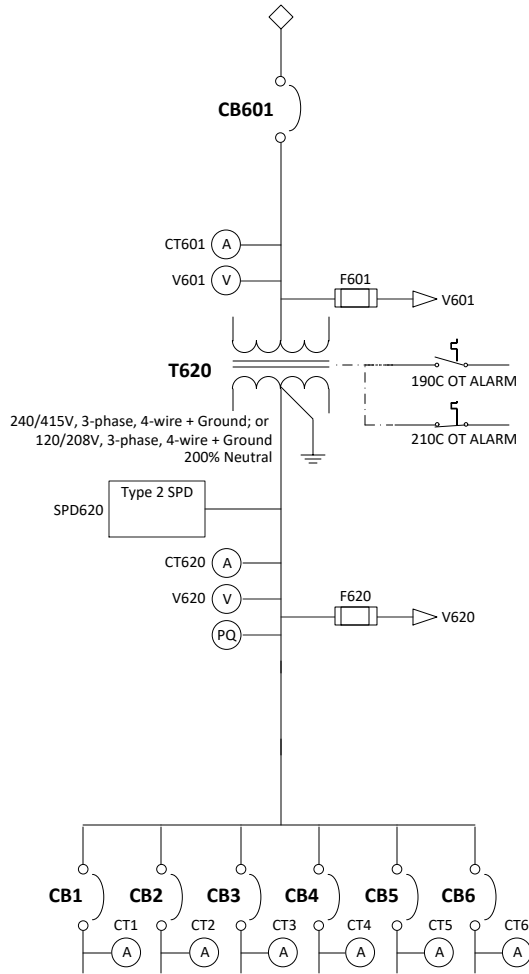 CB601
CT601
A
V601
V
F601
V601
T620
190C OT ALARM
210C OT ALARM
240/415V, 3-phase, 4-wire + Ground; or
120/208V, 3-phase, 4-wire + Ground
200% Neutral
Type 2 SPD
SPD620
CT620
A
V620
V
F620
V620
PQ
CB1
CB2
CB3
CB4
CB5
CB6
CT1
CT2
CT3
CT4
CT5
CT6
A
A
A
A
A
A